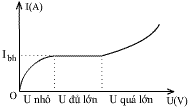 I(A)
I_bh
O
U nhỏ U đủ lớn U quá lớn U(V)